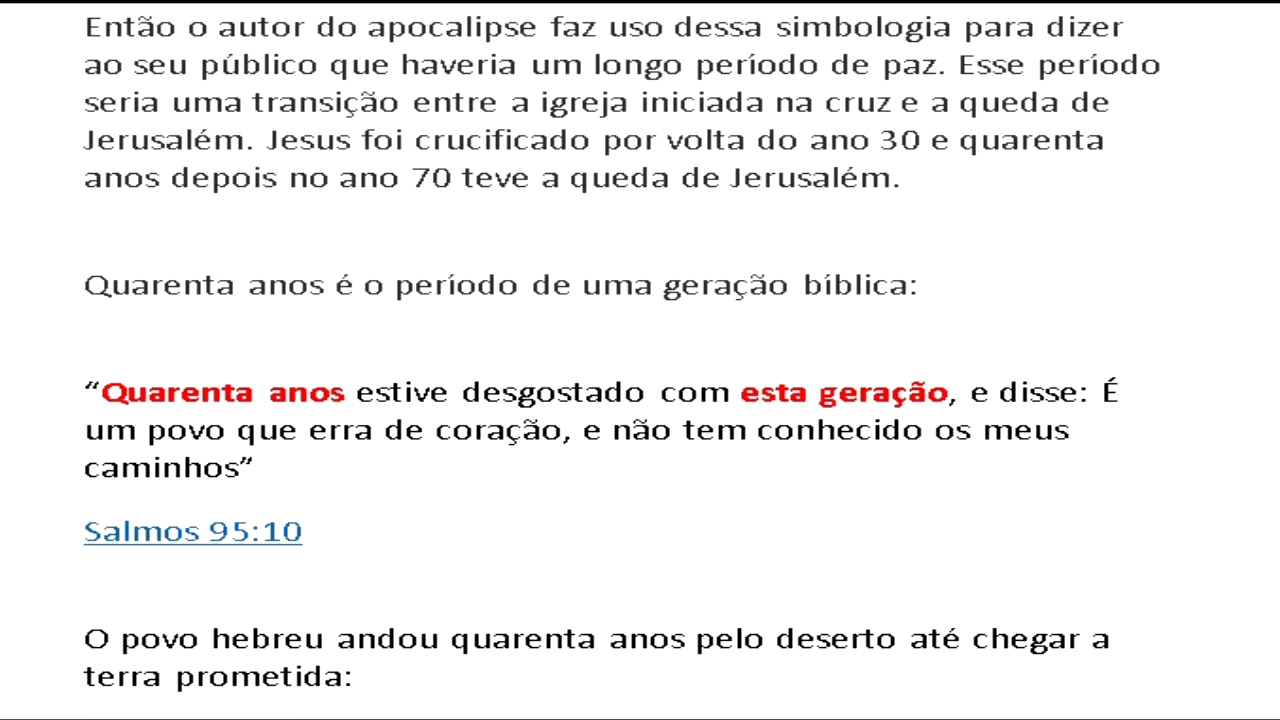 Então o autor do apocalipse faz uso dessa simbologia para dizer
ao seu público que haveria um longo período de paz. Esse período
seria uma transição entre a igreja iniciada na cruz e a queda de
Jerusalém. Jesus foi crucificado por volta do ano 30 e quarenta
anos depois no ano 70 teve a queda de Jerusalém.
Quarenta anos é o período de uma geração bíblica:
“Quarenta anos estive desgostado com esta geração, e disse: É
um povo que erra de coração, e não tem conhecido os meus
caminhos”
Salmos 95:10
O povo hebreu andou quarenta anos pelo deserto até chegar a
terra prometida: